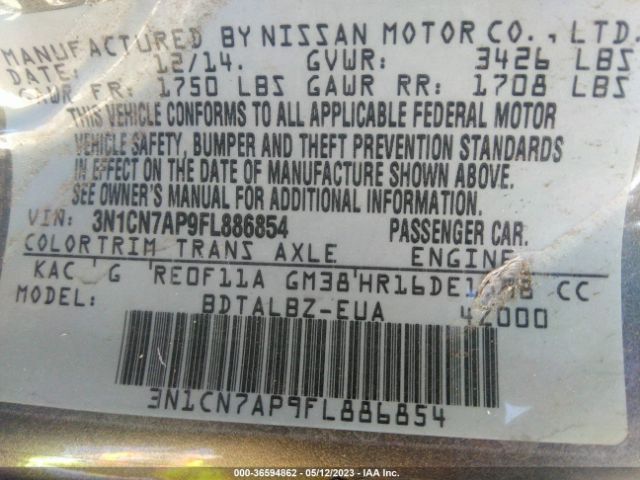 MANUFACTURED BY NISSAN MOTOR CO., LTD.
DATE: 12/14. GVWR: 3426 LBS
GAWR FR: 1750 LBS GAWR RR: 1708 LBS
THIS VEHICLE CONFORMS TO ALL APPLICABLE FEDERAL MOTOR
VEHICLE SAFETY, BUMPER AND THEFT PREVENTION STANDARDS
IN EFFECT ON THE DATE OF MANUFACTURE SHOWN ABOVE.
SEE OWNER'S MANUAL FOR ADDITIONAL INFORMATION.
VIN: 3N1CN7AP9FL886854 PASSENGER CAR.
COLORTRIM TRANS AXLE ENGINE
KAC G RE0F11A GM38 CC
MODEL: BDTALBZ-EUA
3N1CN7AP9FL886854
000-36594862 - 05/12/2023 - IAA Inc.